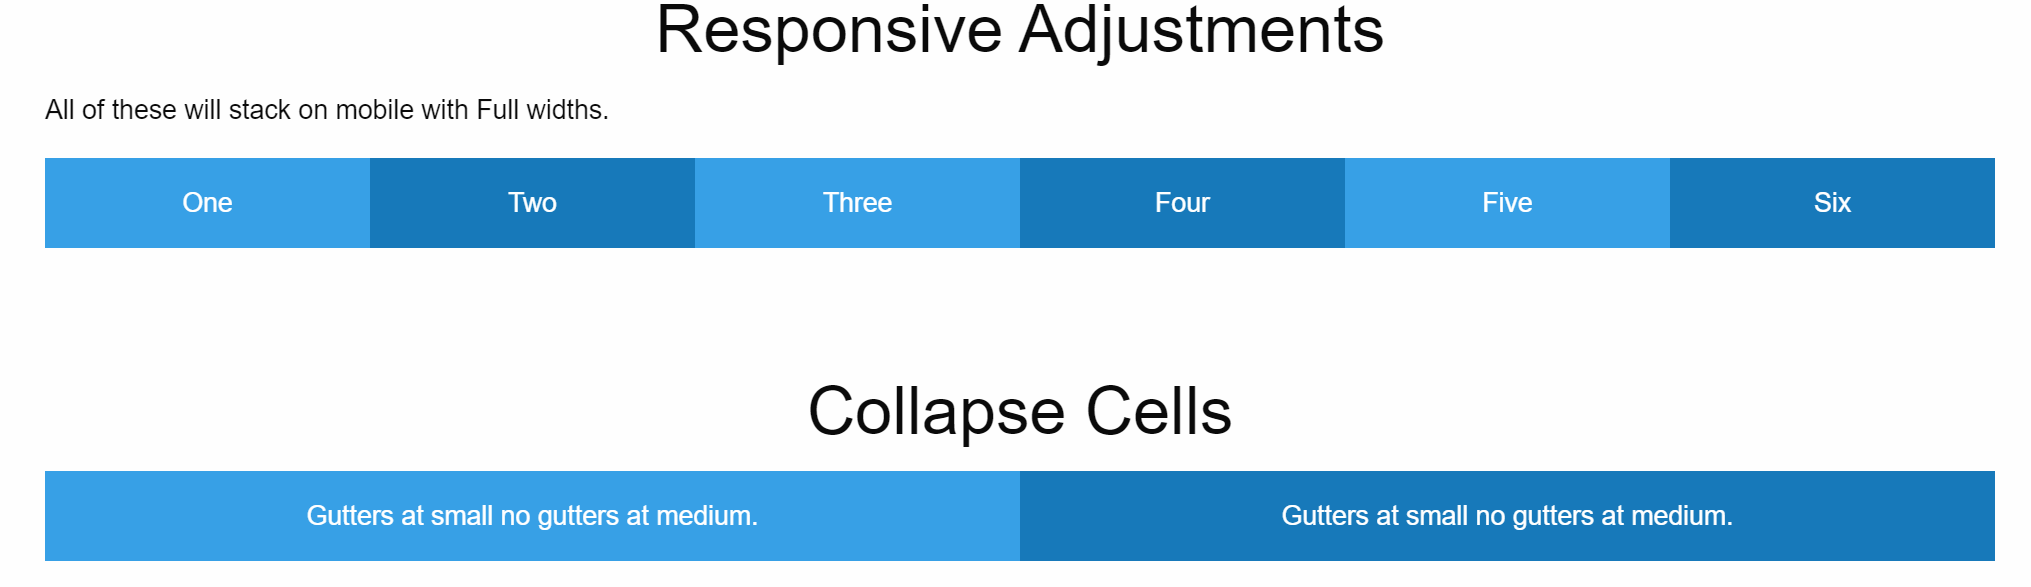 Responsive Adjustments
All of these will stack on mobile with Full widths.
One Two Three Four Five Six
Collapse Cells
Gutters at small no gutters at medium. Gutters at small no gutters at medium.